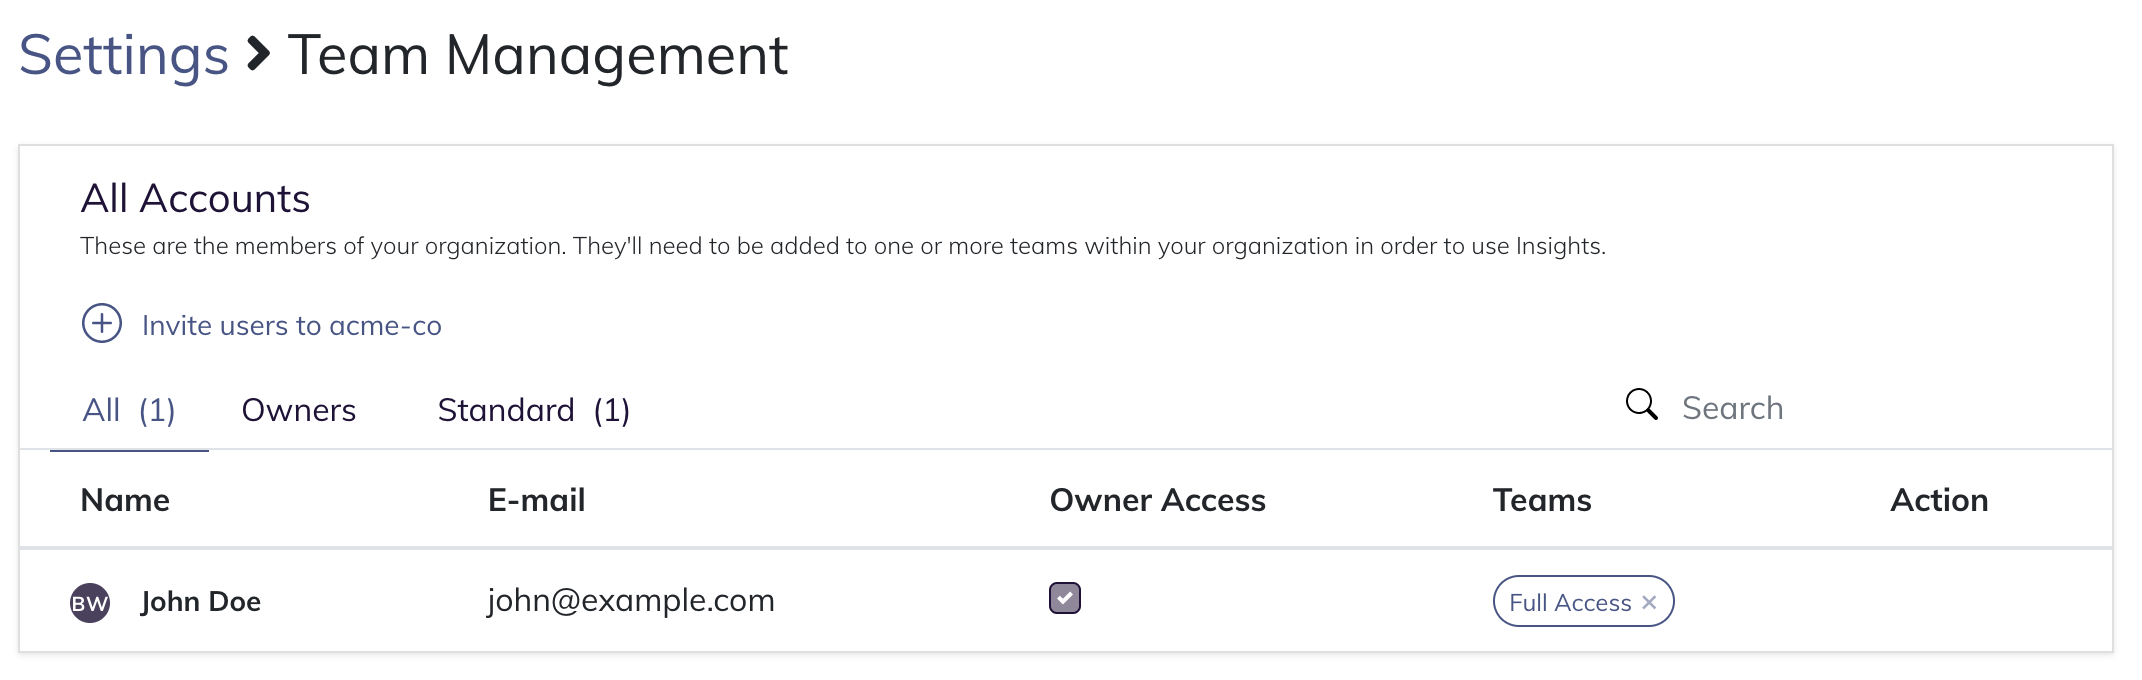 Settings > Team Management
All Accounts
These are the members of your organization. They'll need to be added to one or more teams within your organization in order to use Insights.
Invite users to acme-co
All (1) Owners Standard (1) Search
Name E-mail Owner Access Teams Action
BW John Doe john@example.com Full Access ×